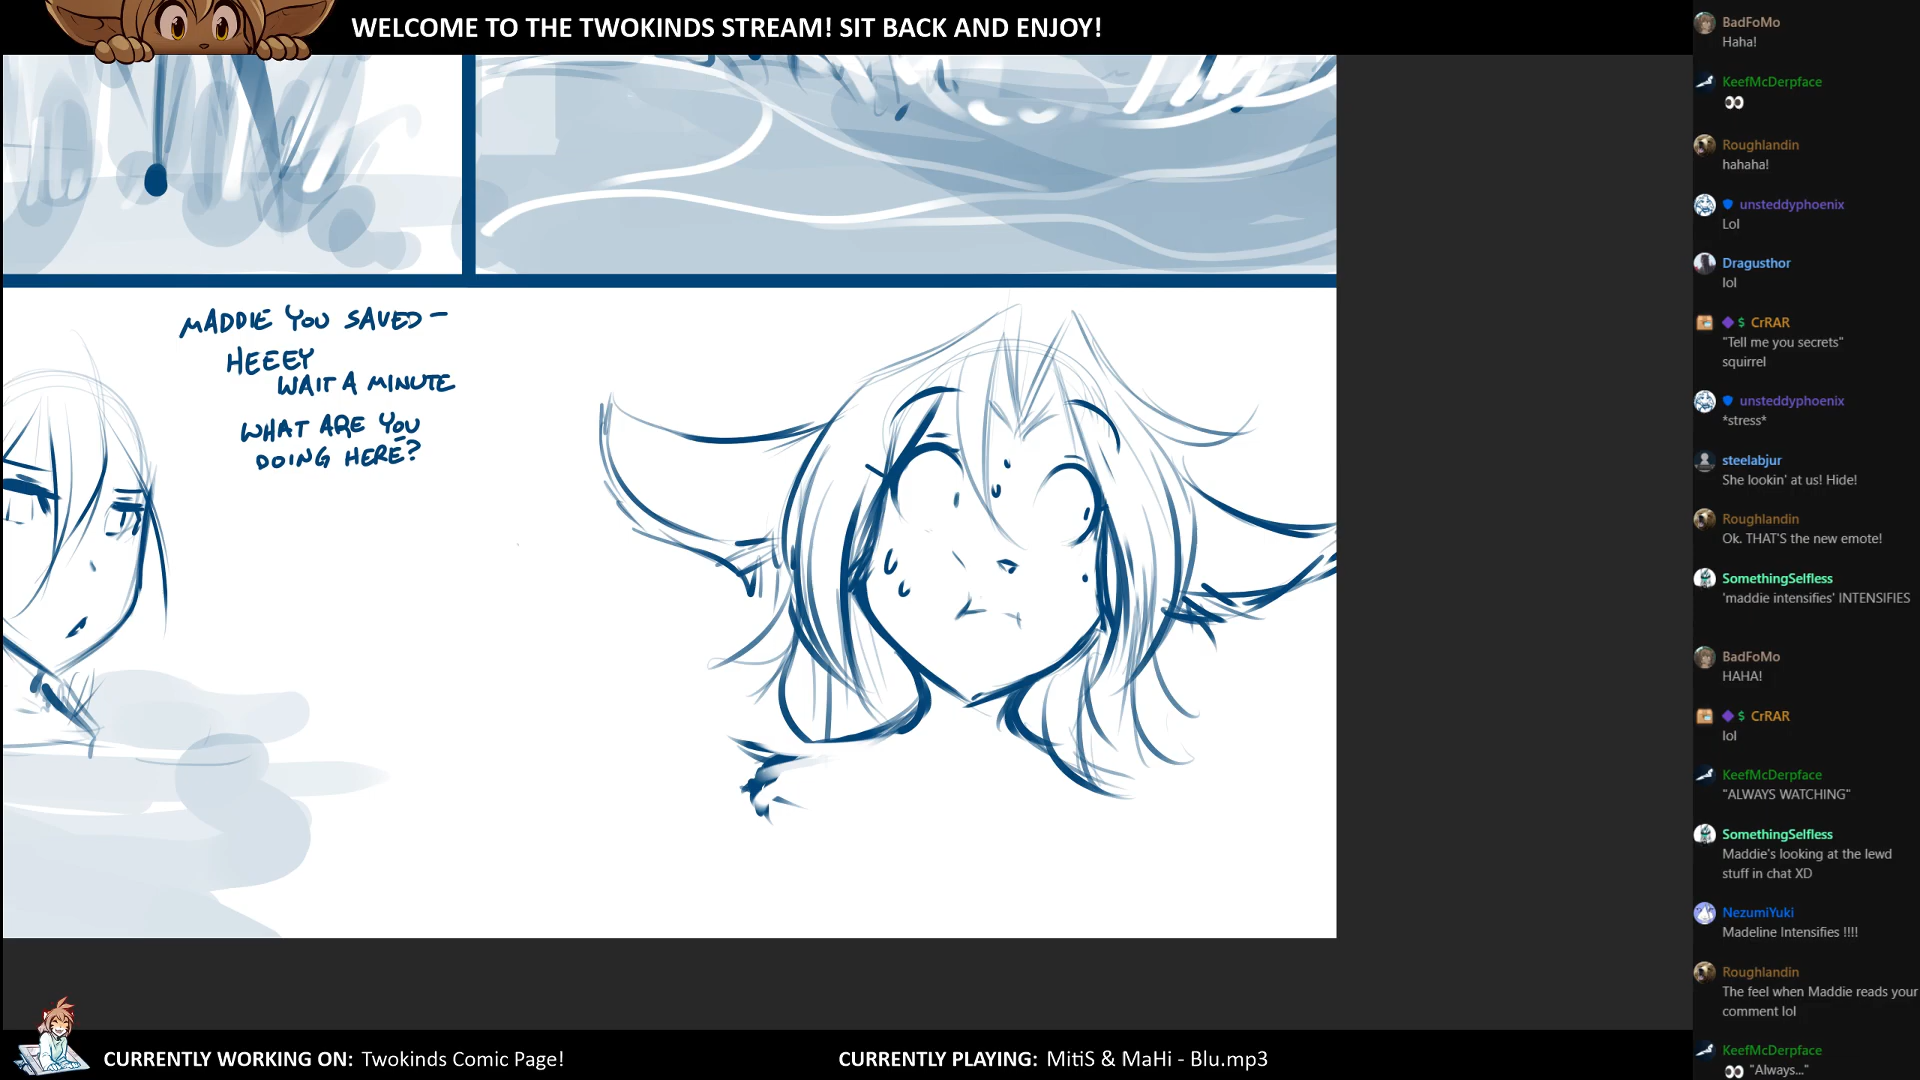 WELCOME TO THE TWOKINDS STREAM! SIT BACK AND ENJOY!
MADDIE YOU SAVED-
HEEEY
WAIT A MINUTE
WHAT ARE YOU
DOING HERE?
CURRENTLY WORKING ON: Twokinds Comic Page!
CURRENTLY PLAYING: MitiS & MaHi - Blu.mp3
BadFoMo
Haha!
KeefMcDerpface
Roughlandin
hahaha!
unsteddyphoenix
Lol
Dragusthor
lol
$ CrRAR
"Tell me you secrets"
squirrel
unsteddyphoenix
*stress*
steelabjur
She lookin' at us! Hide!
Roughlandin
Ok. THAT'S the new emote!
SomethingSelfless
'maddie intensifies' INTENSIFIES
BadFoMo
HAHA!
$ CrRAR
lol
KeefMcDerpface
"ALWAYS WATCHING"
SomethingSelfless
Maddie's looking at the lewd
stuff in chat XD
NezumiYuki
Madeline Intensifies !!!!
Roughlandin
The feel when Maddie reads your
comment lol
KeefMcDerpface
"Always..."